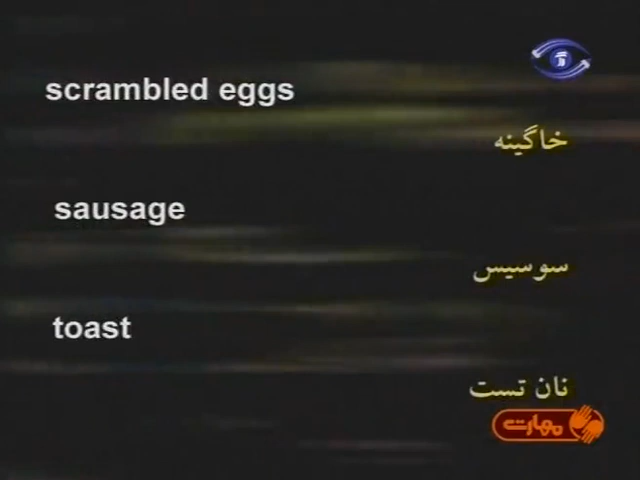 scrambled eggs
خاگینه
sausage
سوسیس
toast
نان تست
مهارت